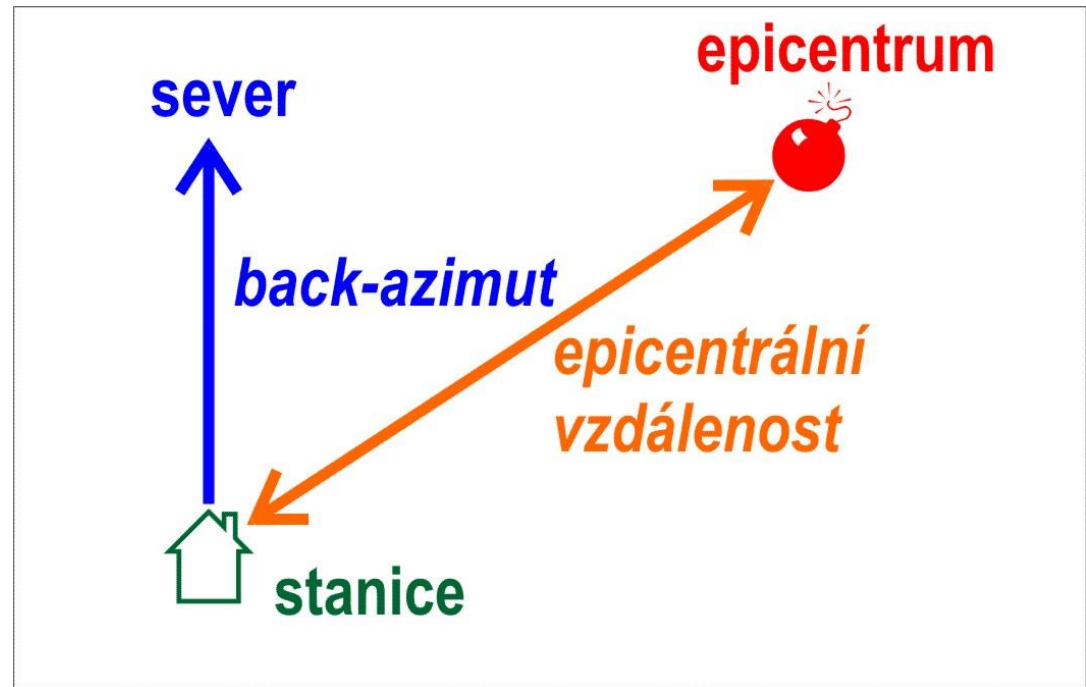 epicentrum
sever
back-azimut
epicentrální
vzdálenost
stanice